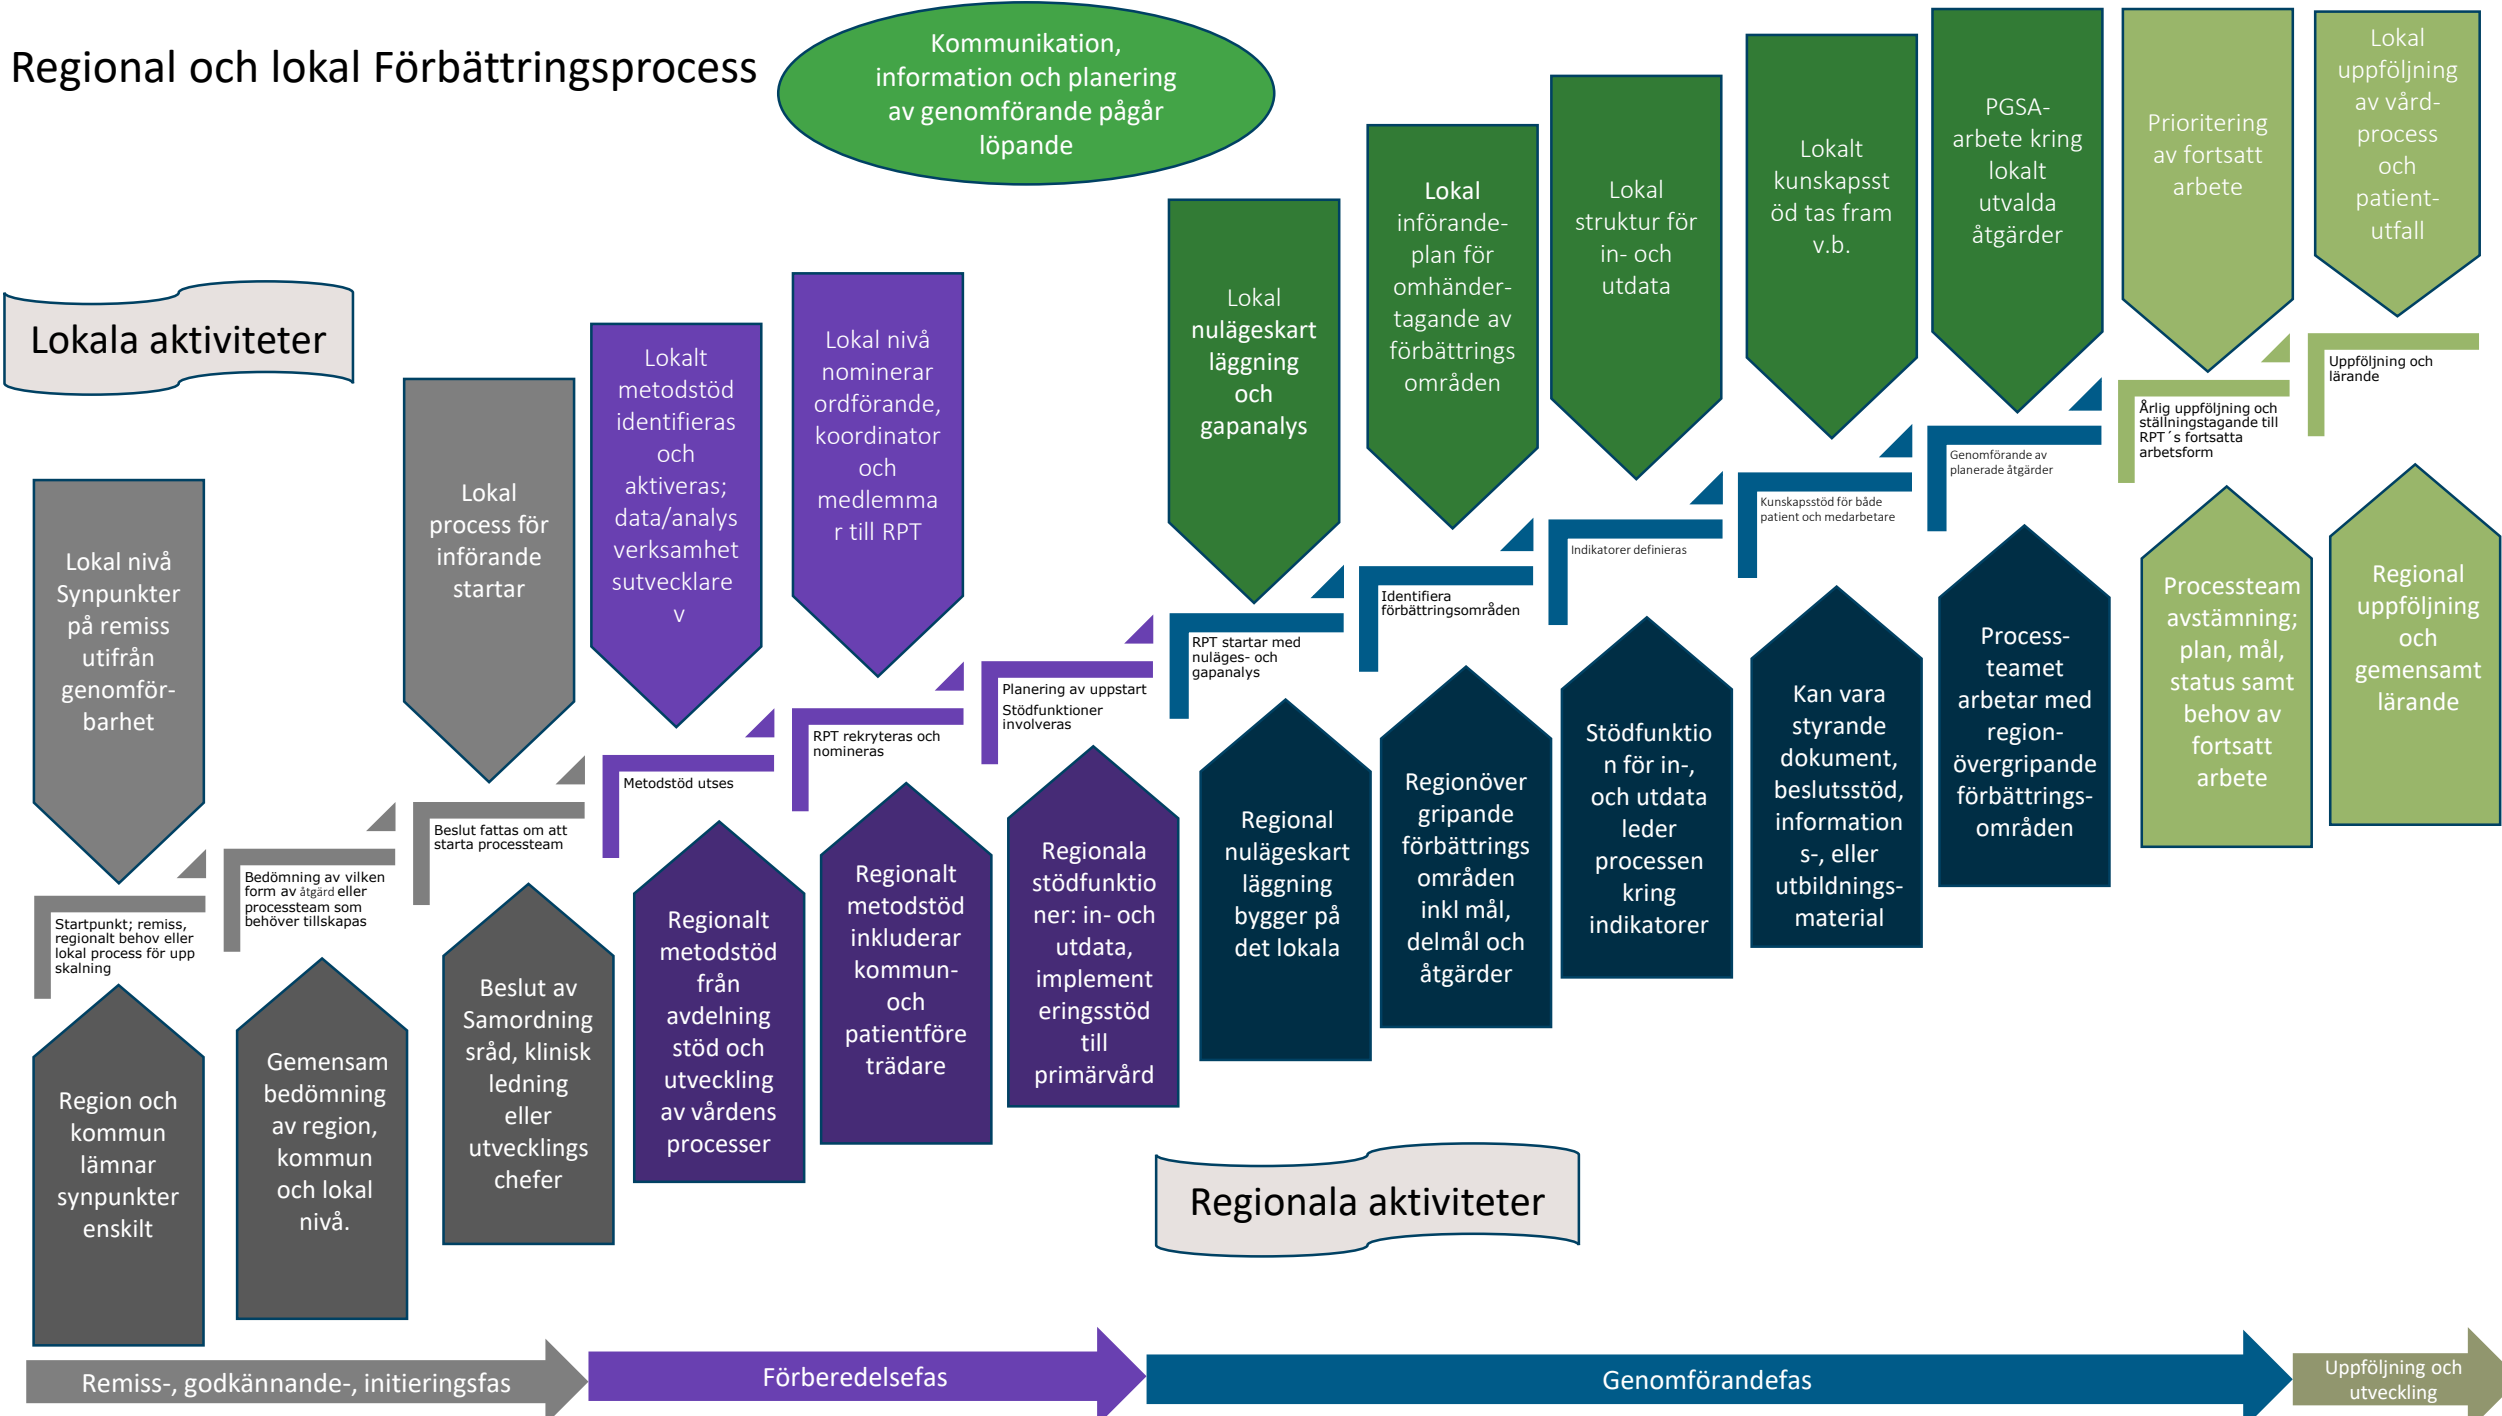 Regional och lokal Förbättringsprocess
Kommunikation,
information och planering
av genomförande pågår
löpande
Lokala aktiviteter
Lokal nivå
Synpunkter
på remiss
utifrån
genomför-
barhet
Lokal
process för
införande
startar
Lokalt
metodstöd
identifieras
och
aktiveras;
data/analys
verksamhet
sutvecklare
v
Lokal nivå
nominerar
ordförande,
koordinator
och
medlemma
r till RPT
Lokal
nulägeskart
läggning
och
gapanalys
Lokal
införande-
plan för
omhänder-
tagande av
förbättrings
områden
Lokal
struktur för
in- och
utdata
Lokalt
kunskapsst
öd tas fram
v.b.
PGSA-
arbete kring
lokalt
utvalda
åtgärder
Prioritering
av fortsatt
arbete
Lokal
uppföljning
av vård-
process
och
patient-
utfall
Startpunkt; remiss,
regionalt behov eller
lokal process för upp
skalning
Bedömning av vilken
form av åtgärd eller
processteam som
behöver tillskapas
Beslut fattas om att
starta processteam
Metodstöd utses
RPT rekryteras och
nomineras
Planering av uppstart
Stödfunktioner
involveras
RPT startar med
nuläges- och
gapanalys
Identifiera
förbättringsområden
Indikatorer definieras
Kunskapsstöd för både
patient och medarbetare
Genomförande av
planerade åtgärder
Årlig uppföljning och
ställningstagande till
RPT´s fortsatta
arbetsform
Uppföljning och
lärande
Region och
kommun
lämnar
synpunkter
enskilt
Gemensam
bedömning
av region,
kommun
och lokal
nivå.
Beslut av
Samordning
sråd, klinisk
ledning
eller
utvecklings
chefer
Regionalt
metodstöd
från
avdelning
stöd och
utveckling
av vårdens
processer
Regionalt
metodstöd
inkluderar
kommun-
och
patientföre
trädare
Regionala
stödfunktio
ner: in- och
utdata,
implement
eringsstöd
till
primärvård
Regional
nulägeskart
läggning
bygger på
det lokala
Regionöver
gripande
förbättrings
områden
inkl mål,
delmål och
åtgärder
Stödfunktio
n för in-,
och utdata
leder
processen
kring
indikatorer
Kan vara
styrande
dokument,
beslutsstöd,
information
s-, eller
utbildnings-
material
Process-
teamet
arbetar med
region-
övergripande
förbättrings-
områden
Processteam
avstämning;
plan, mål,
status samt
behov av
fortsatt
arbete
Regional
uppföljning
och
gemensamt
lärande
Regionala aktiviteter
Remiss-, godkännande-, initieringsfas
Förberedelsefas
Genomförandefas
Uppföljning och
utveckling